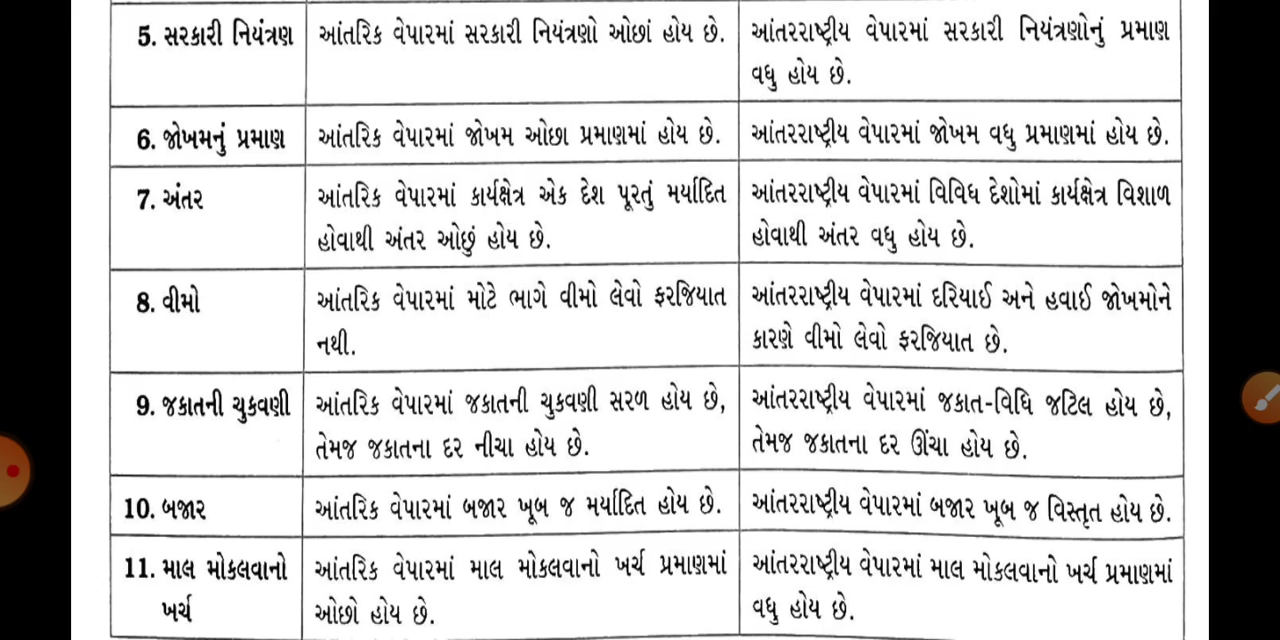 5. સરકારી નિયંત્રણ
આંતરિક વેપારમાં સરકારી નિયંત્રણો ઓછાં હોય છે.
આંતરરાષ્ટ્રીય વેપારમાં સરકારી નિયંત્રણોનું પ્રમાણ
વધુ હોય છે.
6. જોખમનું પ્રમાણ
આંતરિક વેપારમાં જોખમ ઓછા પ્રમાણમાં હોય છે.
આંતરરાષ્ટ્રીય વેપારમાં જોખમ વધુ પ્રમાણમાં હોય છે.
7. અંતર
આંતરિક વેપારમાં કાર્યક્ષેત્ર એક દેશ પૂરતું મર્યાદિત
હોવાથી અંતર ઓછું હોય છે.
આંતરરાષ્ટ્રીય વેપારમાં વિવિધ દેશોમાં કાર્યક્ષેત્ર વિશાળ
હોવાથી અંતર વધુ હોય છે.
8. વીમો
આંતરિક વેપારમાં મોટે ભાગે વીમો લેવો ફરજિયાત
નથી.
આંતરરાષ્ટ્રીય વેપારમાં દરિયાઈ અને હવાઈ જોખમોને
કારણે વીમો લેવો ફરજિયાત છે.
9. જકાતની ચુકવણી
આંતરિક વેપારમાં જકાતની ચુકવણી સરળ હોય છે,
તેમજ જકાતના દર નીચા હોય છે.
આંતરરાષ્ટ્રીય વેપારમાં જકાત-વિધિ જટિલ હોય છે,
તેમજ જકાતના દર ઊંચા હોય છે.
10. બજાર
આંતરિક વેપારમાં બજાર ખૂબ જ મર્યાદિત હોય છે.
આંતરરાષ્ટ્રીય વેપારમાં બજાર ખૂબ જ વિસ્તૃત હોય છે.
11. માલ મોકલવાનો
ખર્ચ
આંતરિક વેપારમાં માલ મોકલવાનો ખર્ચ પ્રમાણમાં
ઓછો હોય છે.
આંતરરાષ્ટ્રીય વેપારમાં માલ મોકલવાનો ખર્ચ પ્રમાણમાં
વધુ હોય છે.